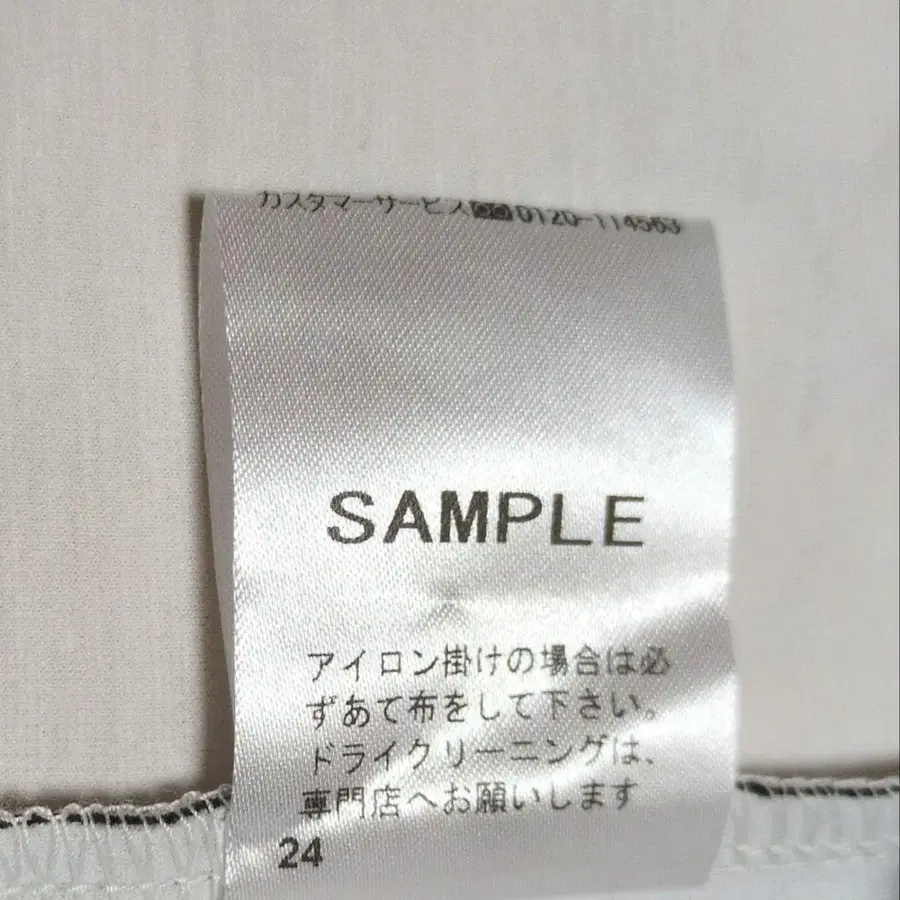 カスタマーサービス 0120-114563
SAMPLE
アイロン掛けの場合は必
ずあて布をして下さい。
ドライクリーニングは、
専門店へお願いします
24